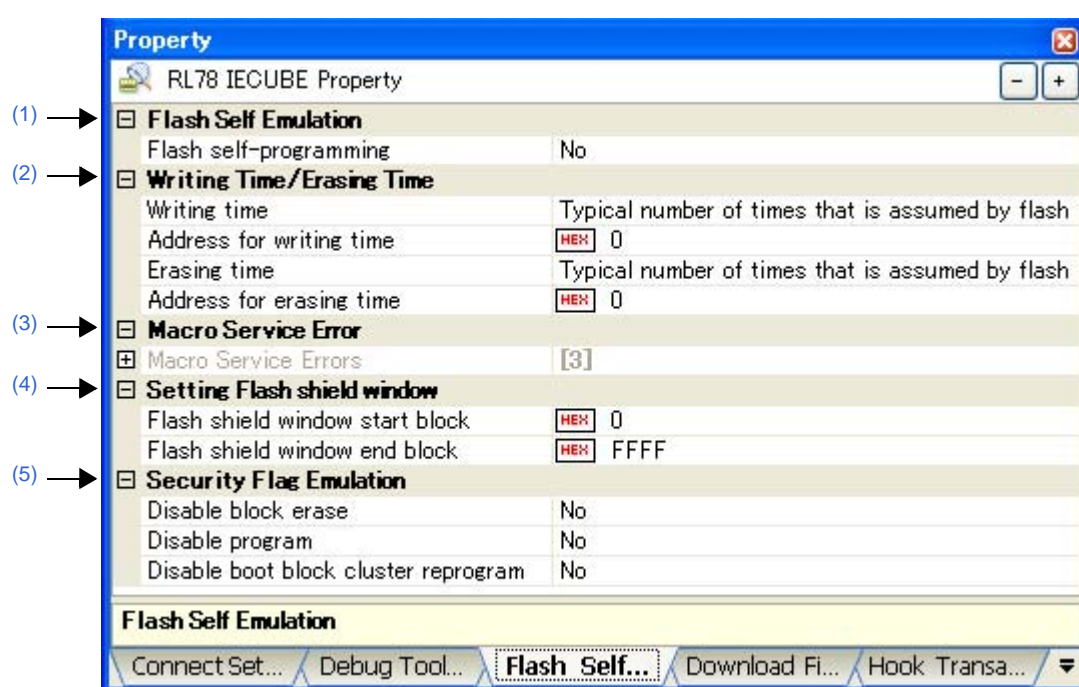 Property
RL78 IECUBE Property - +
(1) Flash Self Emulation
Flash self-programming No
(2) Writing Time/Erasing Time
Writing time Typical number of times that is assumed by flash
Address for writing time HEX 0
Erasing time Typical number of times that is assumed by flash
Address for erasing time HEX 0
(3) Macro Service Error
Macro Service Errors [3]
(4) Setting Flash shield window
Flash shield window start block HEX 0
Flash shield window end block HEX FFFF
(5) Security Flag Emulation
Disable block erase No
Disable program No
Disable boot block cluster reprogram No
Flash Self Emulation
Connect Set... Debug Tool... Flash Self... Download Fi... Hook Transa...